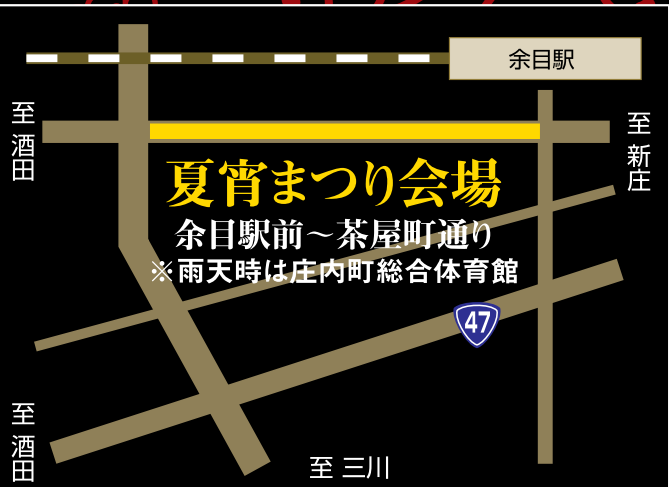 余目駅
至 酒田
至 新庄
夏宵まつり会場
余目駅前～茶屋町通り
※雨天時は庄内町総合体育館
47
至 酒田
至 三川